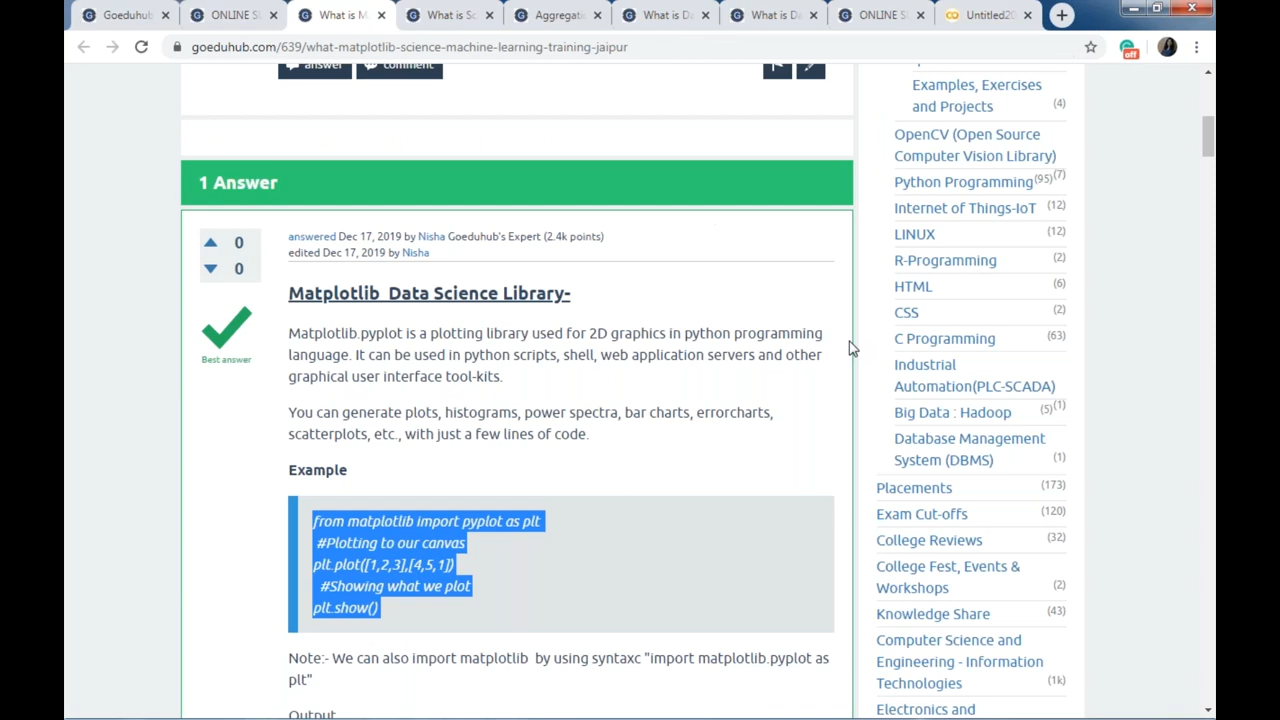 Goeduhub
ONLINE SU
What is M
What is Sc
Aggregati
What is Da
What is Da
ONLINE SU
Untitled20
goeduhub.com/639/what-matplotlib-science-machine-learning-training-jaipur
off
answer
comment
1 Answer
0
0
Best answer
answered Dec 17, 2019 by Nisha Goeduhub's Expert (2.4k points)
edited Dec 17, 2019 by Nisha
Matplotlib Data Science Library-
Matplotlib.pyplot is a plotting library used for 2D graphics in python programming
language. It can be used in python scripts, shell, web application servers and other
graphical user interface tool-kits.
You can generate plots, histograms, power spectra, bar charts, errorcharts,
scatterplots, etc., with just a few lines of code.
Example
from matplotlib import pyplot as plt
#Plotting to our canvas
plt.plot([1,2,3],[4,5,1])
#Showing what we plot
plt.show()
Note:- We can also import matplotlib by using syntaxc "import matplotlib.pyplot as
plt"
Output
Examples, Exercises
and Projects (4)
OpenCV (Open Source
Computer Vision Library) (7)
Python Programming (95)
Internet of Things-IoT (12)
LINUX (12)
R-Programming (2)
HTML (6)
CSS (2)
C Programming (63)
Industrial
Automation(PLC-SCADA) (1)
Big Data : Hadoop (5)
Database Management
System (DBMS) (1)
Placements (173)
Exam Cut-offs (120)
College Reviews (32)
College Fest, Events &
Workshops (2)
Knowledge Share (43)
Computer Science and
Engineering - Information
Technologies (1k)
Electronics and